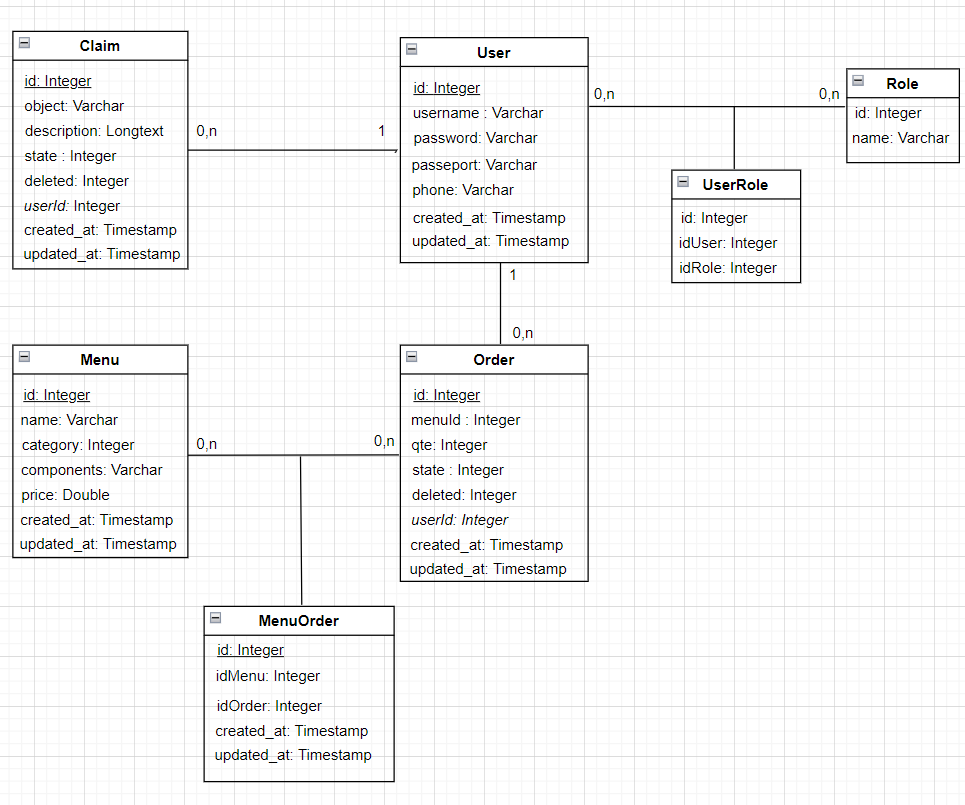 Claim
id: Integer
object: Varchar
description: Longtext
state : Integer
deleted: Integer
userId: Integer
created_at: Timestamp
updated_at: Timestamp
0,n
1
User
id: Integer
username : Varchar
password: Varchar
passeport: Varchar
phone: Varchar
created_at: Timestamp
updated_at: Timestamp
0,n
0,n
Role
id: Integer
name: Varchar
UserRole
id: Integer
idUser: Integer
idRole: Integer
1
0,n
Menu
id: Integer
name: Varchar
category: Integer
components: Varchar
price: Double
created_at: Timestamp
updated_at: Timestamp
0,n
0,n
Order
id: Integer
menuId : Integer
qte: Integer
state : Integer
deleted: Integer
userId: Integer
created_at: Timestamp
updated_at: Timestamp
MenuOrder
id: Integer
idMenu: Integer
idOrder: Integer
created_at: Timestamp
updated_at: Timestamp